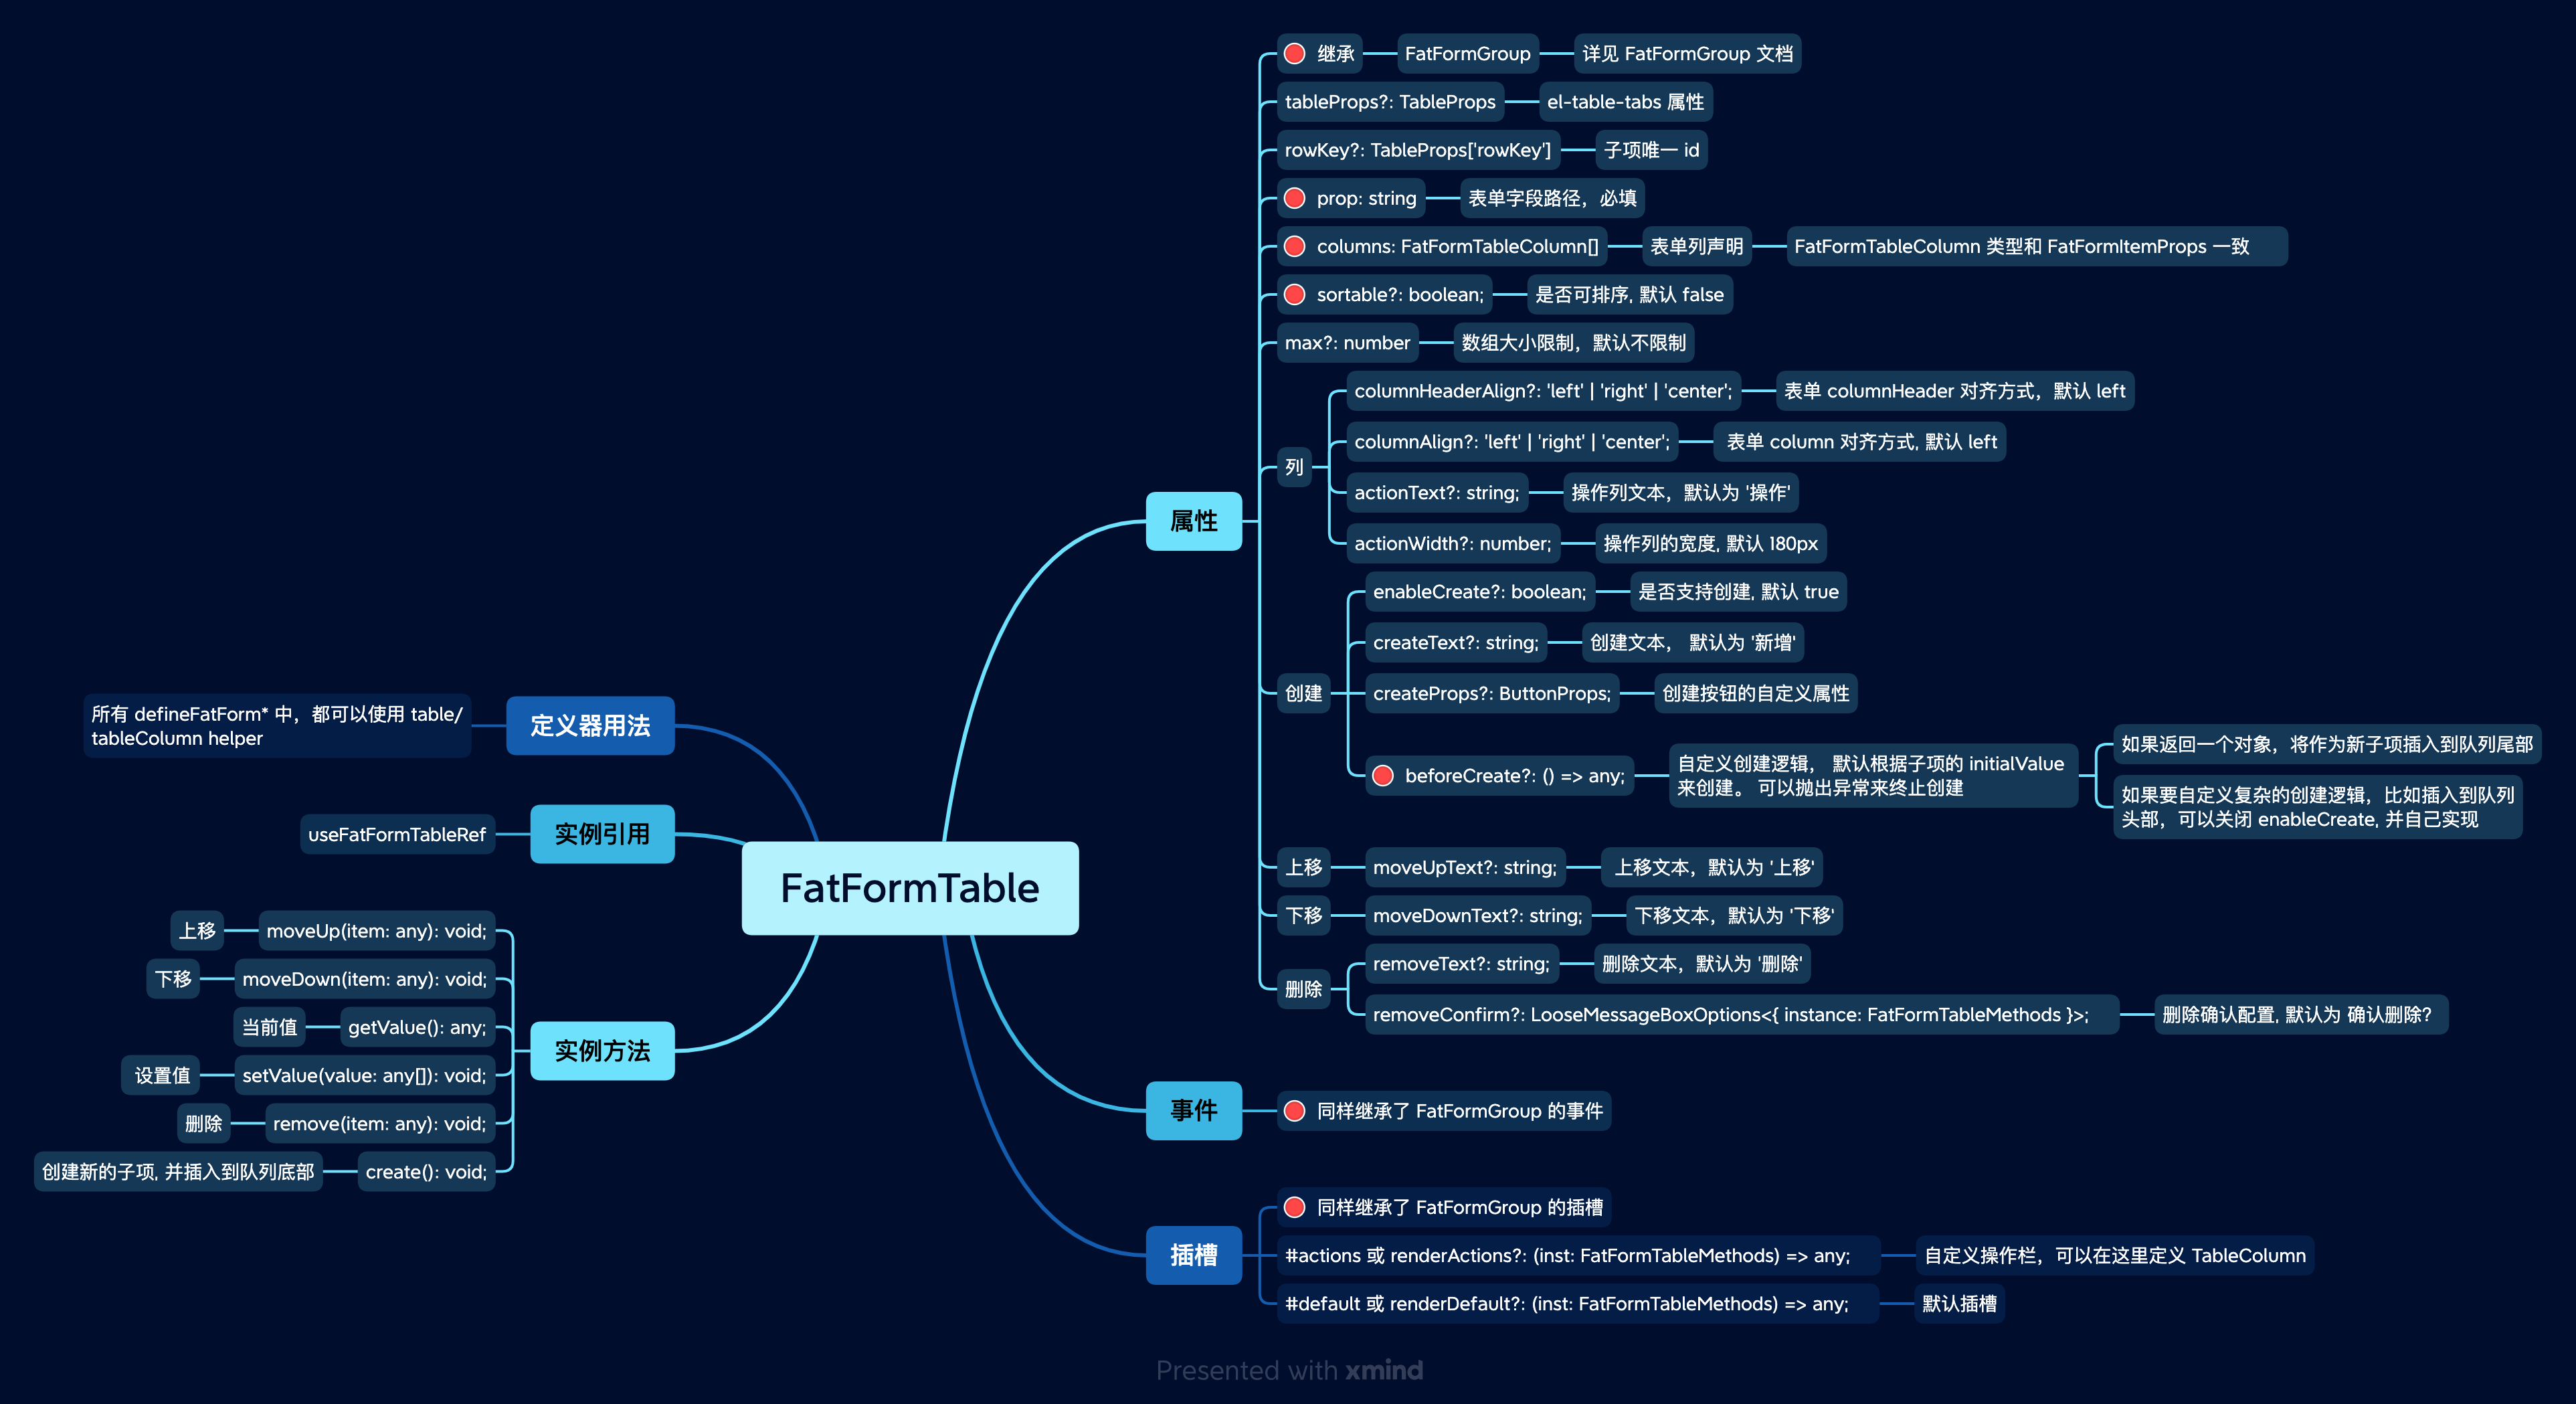 FatFormTable
属性
继承
FatFormGroup
详见 FatFormGroup 文档
tableProps?: TableProps
el-table-tabs 属性
rowKey?: TableProps['rowKey']
子项唯一 id
prop: string
表单字段路径，必填
columns: FatFormTableColumn[]
表单列声明
FatFormTableColumn 类型和 FatFormItemProps 一致
sortable?: boolean;
是否可排序, 默认 false
max?: number
数组大小限制，默认不限制
列
columnHeaderAlign?: 'left' | 'right' | 'center';
表单 columnHeader 对齐方式，默认 left
columnAlign?: 'left' | 'right' | 'center';
表单 column 对齐方式, 默认 left
actionText?: string;
操作列文本，默认为 '操作'
actionWidth?: number;
操作列的宽度, 默认 180px
创建
enableCreate?: boolean;
是否支持创建, 默认 true
createText?: string;
创建文本， 默认为 '新增'
createProps?: ButtonProps;
创建按钮的自定义属性
beforeCreate?: () => any;
自定义创建逻辑， 默认根据子项的 initialValue
来创建。 可以抛出异常来终止创建
如果返回一个对象，将作为新子项插入到队列尾部
如果要自定义复杂的创建逻辑，比如插入到队列
头部，可以关闭 enableCreate, 并自己实现
上移
moveUpText?: string;
上移文本，默认为 '上移'
下移
moveDownText?: string;
下移文本，默认为 '下移'
删除
removeText?: string;
删除文本，默认为 '删除'
removeConfirm?: LooseMessageBoxOptions<{ instance: FatFormTableMethods }>;
删除确认配置, 默认为 确认删除?
事件
同样继承了 FatFormGroup 的事件
插槽
同样继承了 FatFormGroup 的插槽
#actions 或 renderActions?: (inst: FatFormTableMethods) => any;
自定义操作栏，可以在这里定义 TableColumn
#default 或 renderDefault?: (inst: FatFormTableMethods) => any;
默认插槽
定义器用法
所有 defineFatForm* 中，都可以使用 table/
tableColumn helper
实例引用
useFatFormTableRef
实例方法
moveUp(item: any): void;
上移
moveDown(item: any): void;
下移
getValue(): any;
当前值
setValue(value: any[]): void;
设置值
remove(item: any): void;
删除
create(): void;
创建新的子项, 并插入到队列底部
Presented with xmind